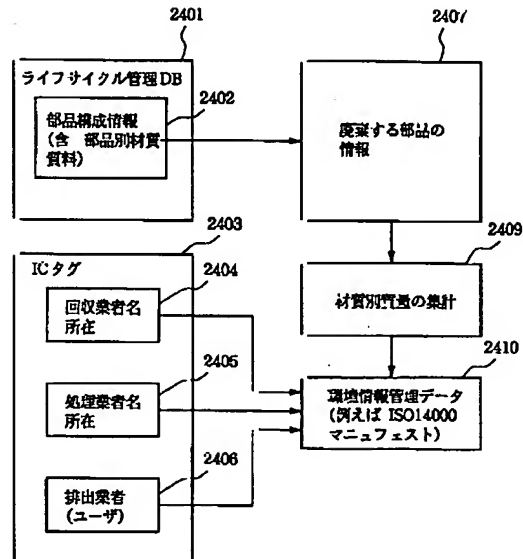 2401
ライフサイクル管理DB
2402
部品構成情報
(含 部品別材質
質料)
2407
廃棄する部品の
情報
2403
ICタグ
2404
回収業者名
所在
2405
処理業者名
所在
2406
排出業者
(ユーザ)
2409
材質別質量の集計
2410
環境情報管理データ
(例えば ISO14000
マニュフェスト)